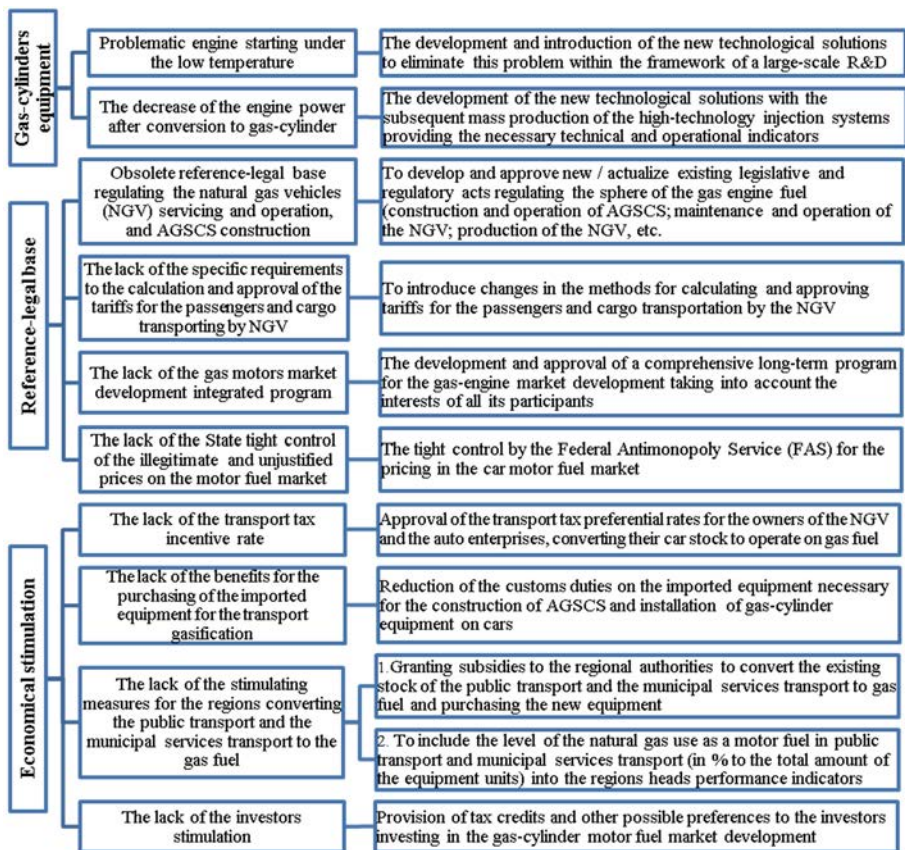 Gas-cylinders
equipment
Problematic engine starting under
the low temperature
The development and introduction of the new technological solutions
to eliminate this problem within the framework of a large-scale R&D
The decrease of the engine power
after conversion to gas-cylinder
The development of the new technological solutions with the
subsequent mass production of the high-technology injection systems
providing the necessary technical and operational indicators
Reference-legal base
Obsolete reference-legal base
regulating the natural gas vehicles
(NGV) servicing and operation,
and AGSCS construction
To develop and approve new / actualize existing legislative and
regulatory acts regulating the sphere of the gas engine fuel
(construction and operation of AGSCS; maintenance and operation of
the NGV; production of the NGV, etc.
The lack of the specific requirements
to the calculation and approval of the
tariffs for the passengers and cargo
transporting by NGV
To introduce changes in the methods for calculating and approving
tariffs for the passengers and cargo transportation by the NGV
The lack of the gas motors market
development integrated program
The development and approval of a comprehensive long-term program
for the gas-engine market development taking into account the
interests of all its participants
The lack of the State tight control
of the illegitimate and unjustified
prices on the motor fuel market
The tight control by the Federal Antimonopoly Service (FAS) for the
pricing in the car motor fuel market
Economical stimulation
The lack of the transport tax
incentive rate
Approval of the transport tax preferential rates for the owners of the NGV
and the auto enterprises, converting their car stock to operate on gas fuel
The lack of the benefits for the
purchasing of the imported
equipment for the transport
gasification
Reduction of the customs duties on the imported equipment necessary
for the construction of AGSCS and installation of gas-cylinder
equipment on cars
The lack of the stimulating
measures for the regions converting
the public transport and the
municipal services transport to the
gas fuel
1. Granting subsidies to the regional authorities to convert the existing
stock of the public transport and the municipal services transport to gas
fuel and purchasing the new equipment
2. To include the level of the natural gas use as a motor fuel in public
transport and municipal services transport (in % to the total amount of
the equipment units) into the regions heads performance indicators
The lack of the investors
stimulation
Provision of tax credits and other possible preferences to the investors
investing in the gas-cylinder motor fuel market development